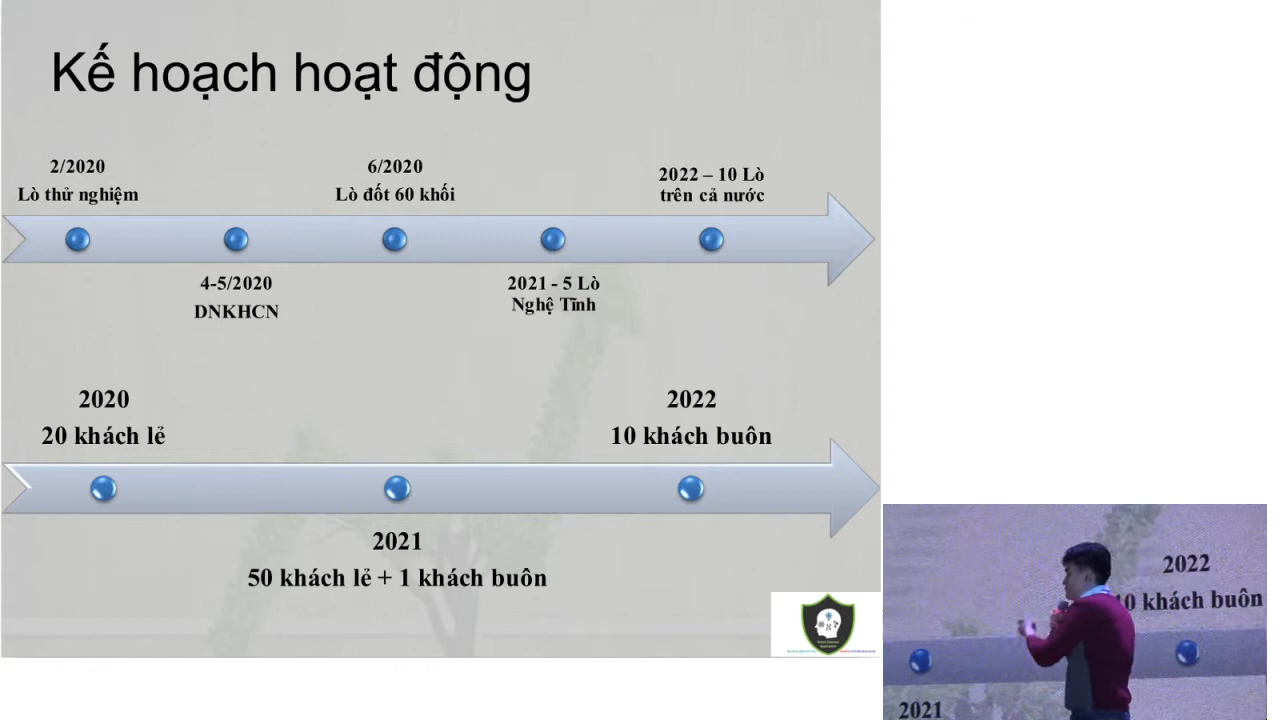 Kế hoạch hoạt động
2/2020
Lò thử nghiệm
6/2020
Lò đốt 60 khối
2022 – 10 Lò
trên cả nước
4-5/2020
DNKHCN
2021 - 5 Lò
Nghệ Tĩnh
2020
20 khách lẻ
2022
10 khách buôn
2021
50 khách lẻ + 1 khách buôn
2022
10 khách buôn
2021